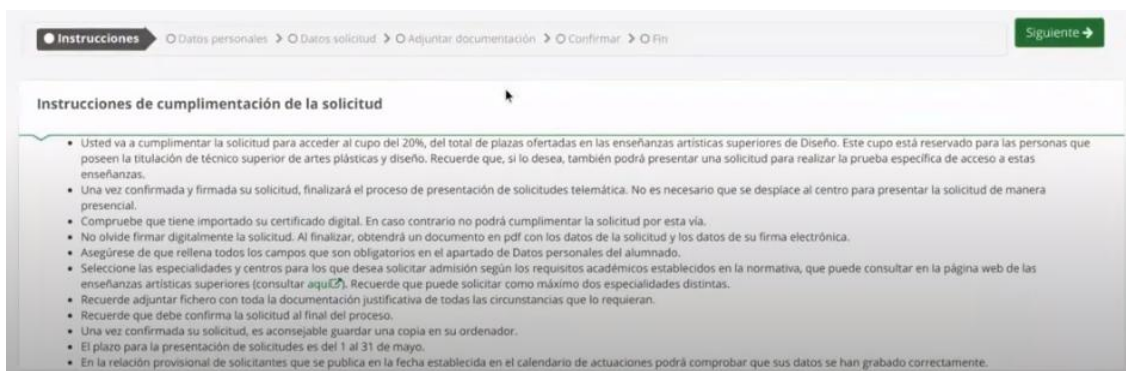 Instrucciones Datos personales Datos solicitud Adjuntar documentación Confirmar Fin
Siguiente
Instrucciones de cumplimentación de la solicitud
Usted va a cumplimentar la solicitud para acceder al cupo del 20%, del total de plazas ofertadas en las enseñanzas artísticas superiores de Diseño. Este cupo está reservado para las personas que
poseen la titulación de técnico superior de artes plásticas y diseño. Recuerde que, si lo desea, también podrá presentar una solicitud para realizar la prueba específica de acceso a estas
enseñanzas.
Una vez confirmada y firmada su solicitud, finalizará el proceso de presentación de solicitudes telemática. No es necesario que se desplace al centro para presentar la solicitud de manera
presencial.
Compruebe que tiene importado su certificado digital. En caso contrario no podrá cumplimentar la solicitud por esta vía.
No olvide firmar digitalmente la solicitud. Al finalizar, obtendrá un documento en pdf con los datos de la solicitud y los datos de su firma electrónica.
Asegúrese de que rellena todos los campos que son obligatorios en el apartado de Datos personales del alumnado.
Seleccione las especialidades y centros para los que desea solicitar admisión según los requisitos académicos establecidos en la normativa, que puede consultar en la página web de las
enseñanzas artísticas superiores (consultar aquí). Recuerde que puede solicitar como máximo dos especialidades distintas.
Recuerde adjuntar fichero con toda la documentación justificativa de todas las circunstancias que lo requieran.
Recuerde que debe confirma la solicitud al final del proceso.
Una vez confirmada su solicitud, es aconsejable guardar una copia en su ordenador.
El plazo para la presentación de solicitudes es del 1 al 31 de mayo.
En la relación provisional de solicitantes que se publica en la fecha establecida en el calendario de actuaciones podrá comprobar que sus datos se han grabado correctamente.